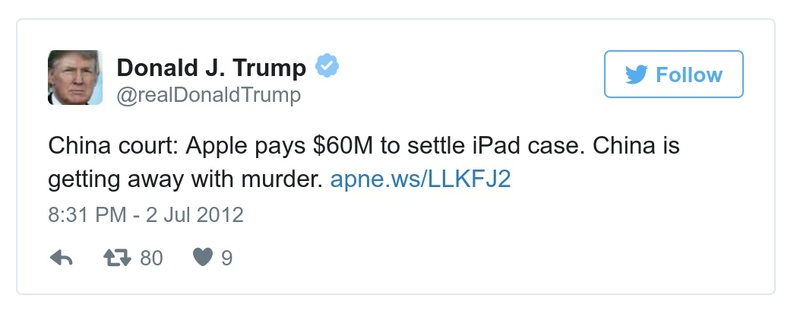 Donald J. Trump
@realDonaldTrump
Follow
China court: Apple pays $60M to settle iPad case. China is
getting away with murder. apne.ws/LLKFJ2
8:31 PM - 2 Jul 2012
80 9